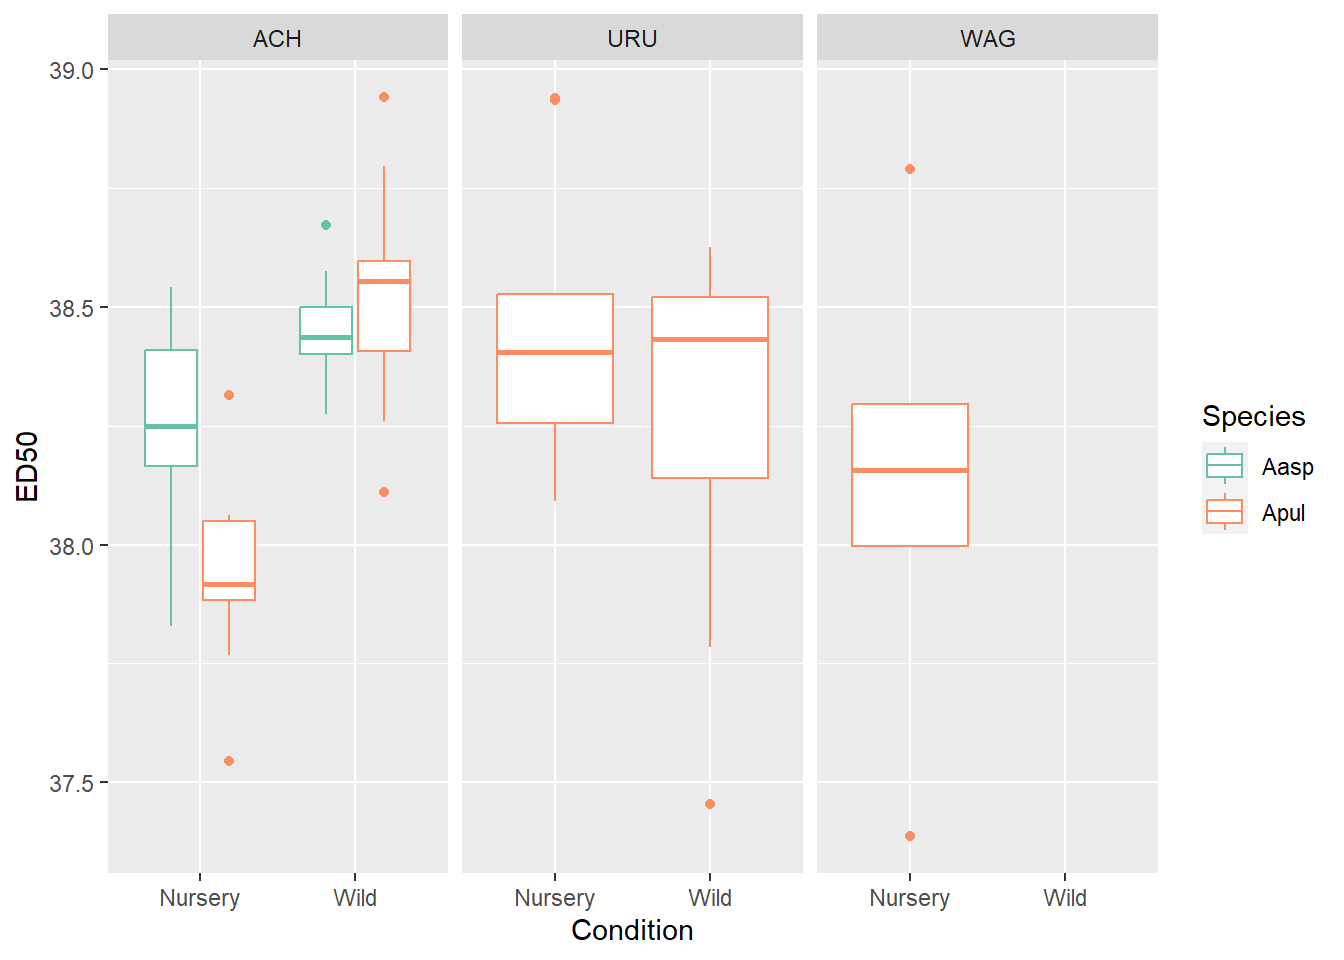 ACH URU WAG
39.0
38.5
38.0
37.5
ED50
Nursery Wild Nursery Wild Nursery Wild
Condition
Species
Aasp
Apul